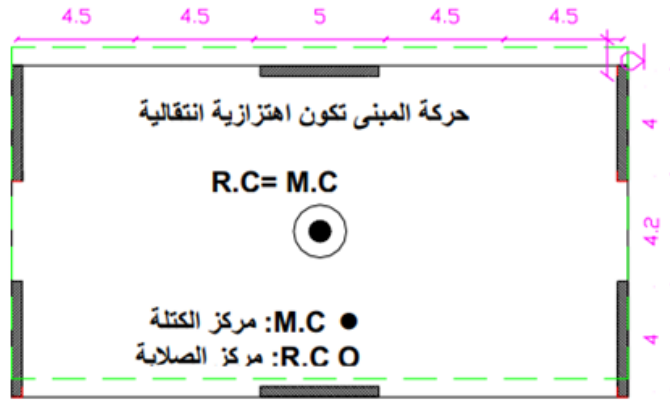 4.5 4.5 5 4.5 4.5
حركة المبنى تكون اهتزازية انتقالية
4
R.C= M.C
4.2
● M.C: مركز الكتلة
O R.C: مركز الصلابة
4